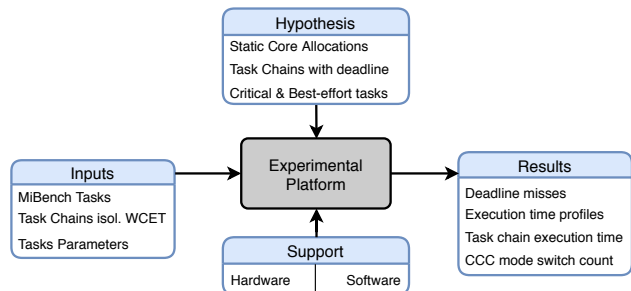 Hypothesis
Static Core Allocations
Task Chains with deadline
Critical & Best-effort tasks
Inputs
MiBench Tasks
Task Chains isol. WCET
Tasks Parameters
Experimental
Platform
Results
Deadline misses
Execution time profiles
Task chain execution time
CCC mode switch count
Support
Hardware Software